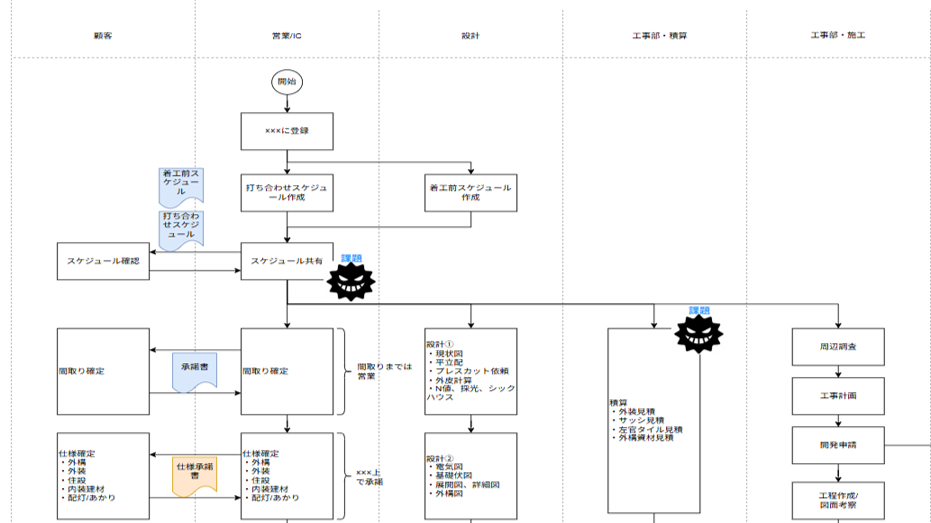 顧客
営業/IC
設計
工事部・積算
工事部・施工
開始
×××に登録
着工前ス
ケジュー
ル
打ち合わせスケジュ
ール作成
着工前スケジュール
作成
打ち合わ
せスケジ
ュール
スケジュール確認
スケジュール共有
課題
課題
間取り確定
承諾書
間取り確定
間取りまでは
営業
設計①
・現状図
・平立配
・プレスカット依頼
・外皮計算
・N値、採光、シック
ハウス
積算
・外装見積
・サッシ見積
・左官タイル見積
・外構資材見積
周辺調査
工事計画
開発申請
工程作成/
図面考察
仕様確定
・外構
・外装
・住設
・内装建材
・配灯/あかり
仕様承諾
書
仕様確定
・外構
・外装
・住設
・内装建材
・配灯/あかり
×××上
で承諾
設計②
・電気図
・基礎伏図
・展開図、詳細図
・外構図